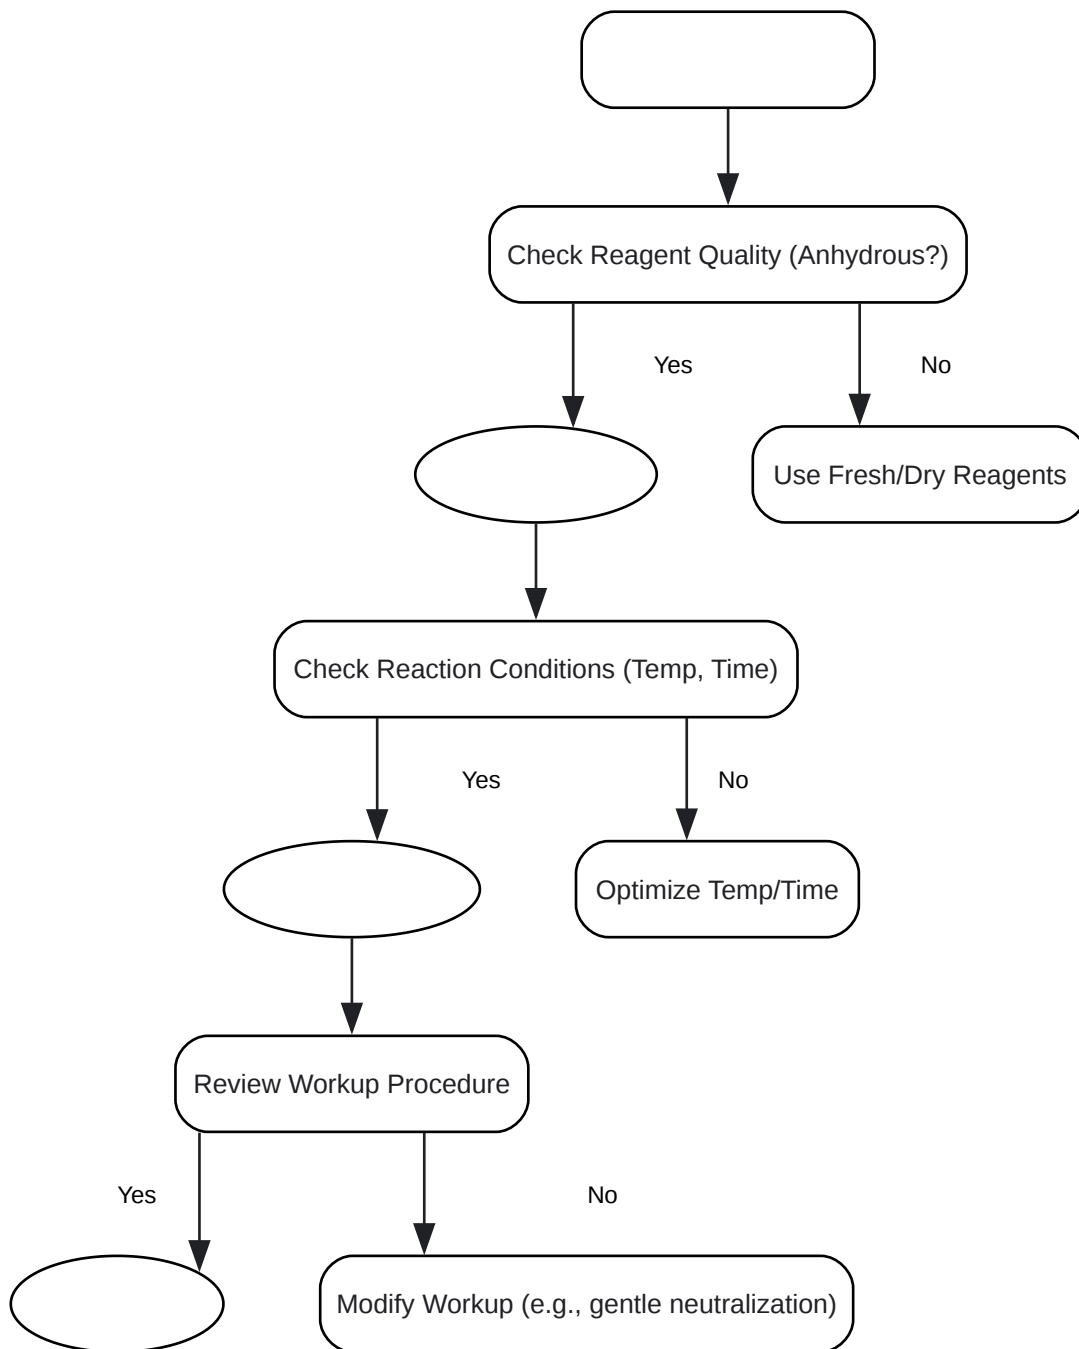 Check Reagent Quality (Anhydrous?)
Yes
No
Use Fresh/Dry Reagents
Check Reaction Conditions (Temp, Time)
Yes
No
Optimize Temp/Time
Review Workup Procedure
Yes
No
Modify Workup (e.g., gentle neutralization)